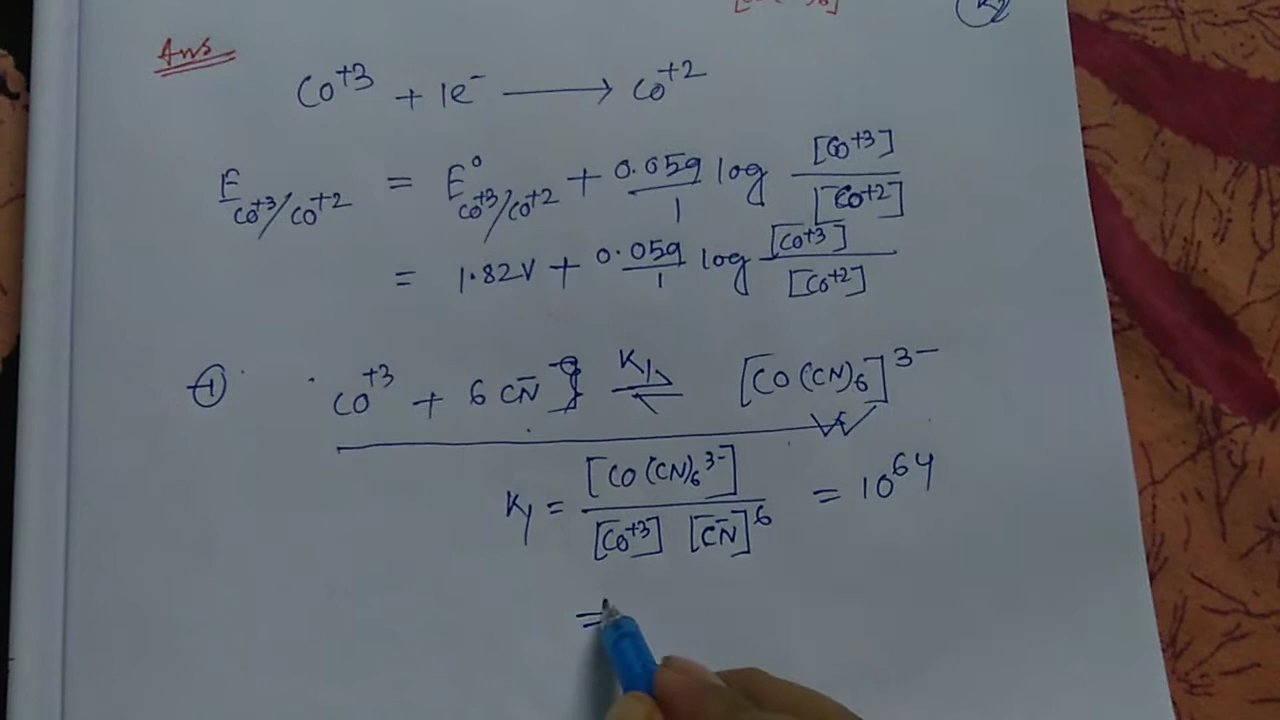 Ans
Co+3 + 1e- ⟶ Co+2
E Co+3/Co+2 = E° Co+3/Co+2 + 0.059/1 log [Co+3]/[Co+2]
= 1.82V + 0.059/1 log [Co+3]/[Co+2]
① Co+3 + 6 CN- ⇌ K1 [CO(CN)6]3-
K1 = [CO(CN)6 3-]/[Co+3] [CN-]6 = 10^64
=